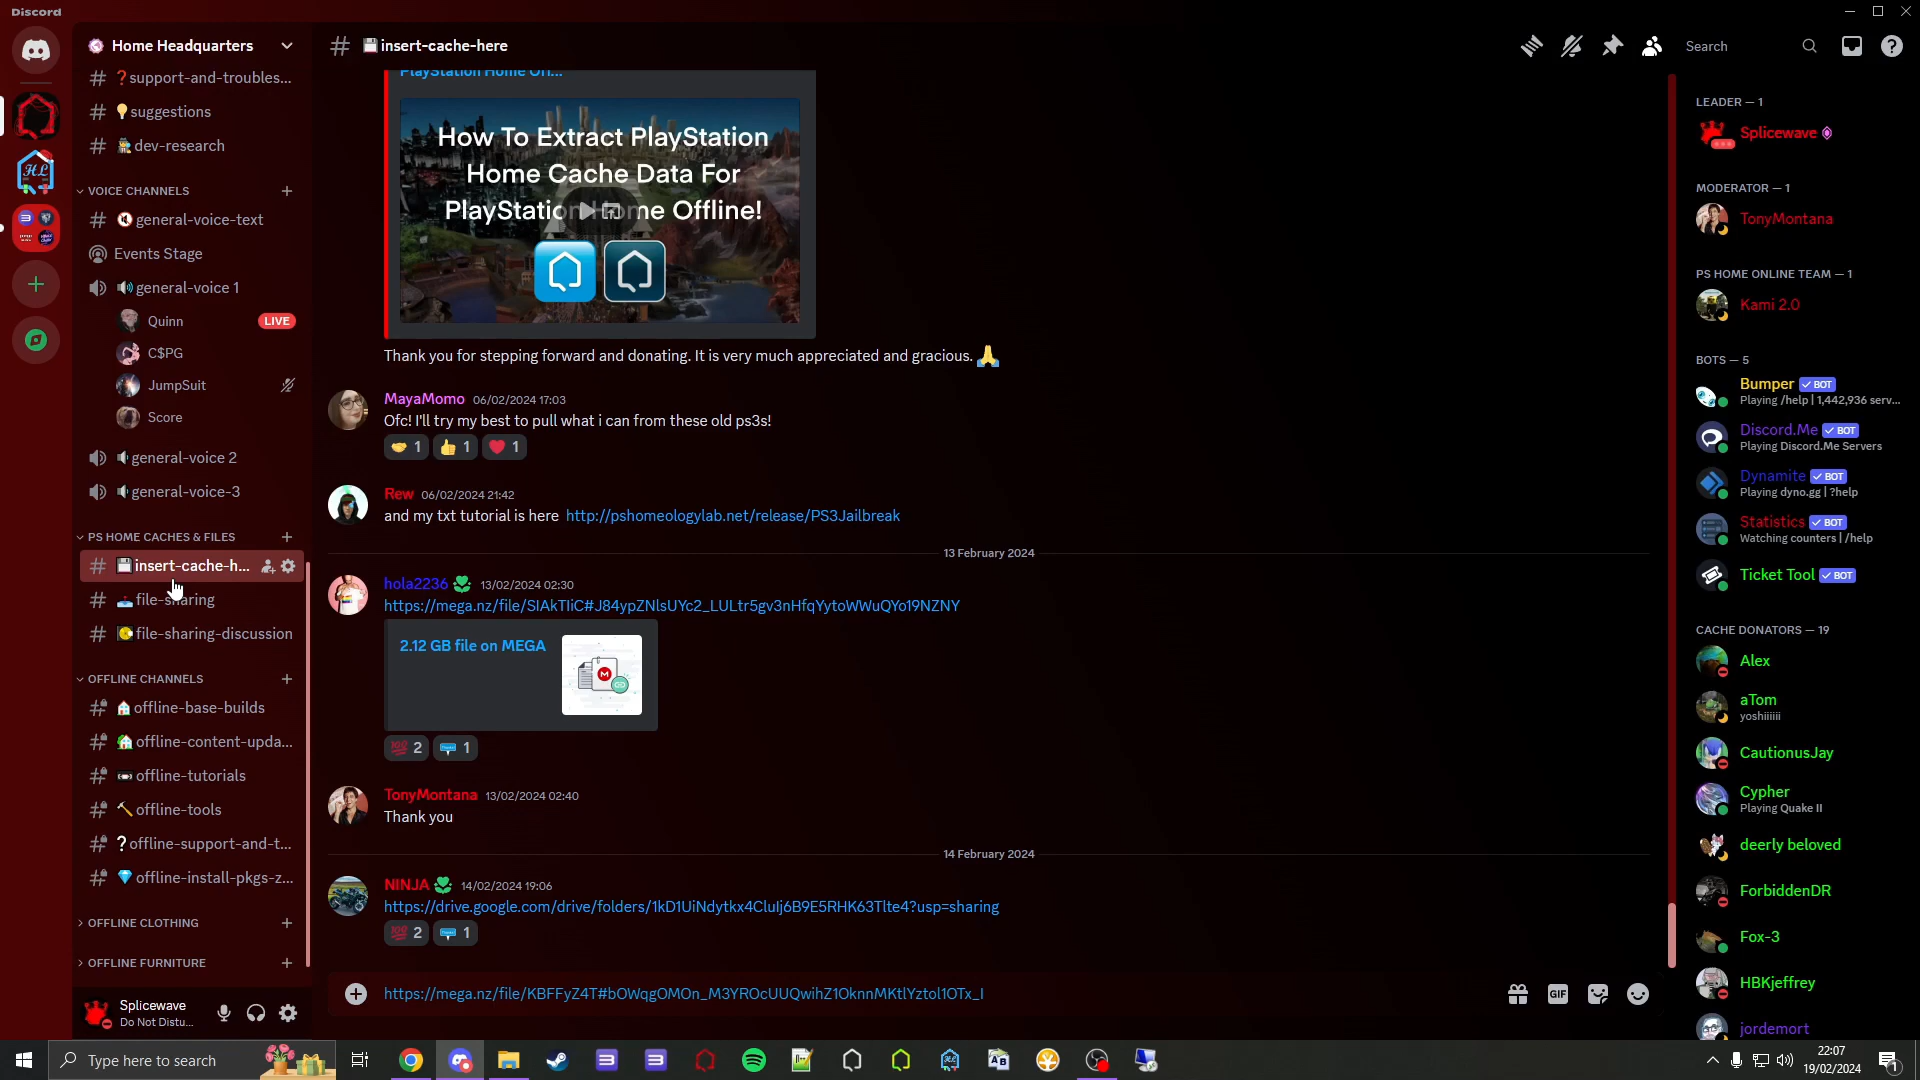 Discord
Home Headquarters
❓support-and-troubles...
💡suggestions
dev-research
VOICE CHANNELS
general-voice-text
Events Stage
general-voice 1
Quinn
LIVE
C$PG
JumpSuit
Score
general-voice 2
general-voice-3
PS HOME CACHES & FILES
💾insert-cache-h...
file-sharing
file-sharing-discussion
OFFLINE CHANNELS
offline-base-builds
offline-content-upda...
offline-tutorials
offline-tools
❓offline-support-and-t...
💎offline-install-pkgs-z...
OFFLINE CLOTHING
OFFLINE FURNITURE
Splicewave
Do Not Distu...
# 💾insert-cache-here
Search
PlayStation Home Off...
How To Extract PlayStation
Home Cache Data For
me Offline!
Thank you for stepping forward and donating. It is very much appreciated and gracious. 🙏
MayaMomo 06/02/2024 17:03
Ofc! I'll try my best to pull what i can from these old ps3s!
1 1 1
Rew 06/02/2024 21:42
and my txt tutorial is here http://pshomeologylab.net/release/PS3Jailbreak
13 February 2024
hola2236 13/02/2024 02:30
https://mega.nz/file/SIAkTIiC#J84ypZNlsUYc2_LULtr5gv3nHfqYytoWWuQYo19NZNY
2.12 GB file on MEGA
2 1
TonyMontana 13/02/2024 02:40
Thank you
14 February 2024
NINJA 14/02/2024 19:06
https://drive.google.com/drive/folders/1kD1UiNdytkx4Clulj6B9E5RHK63Tlte4?usp=sharing
2 1
https://mega.nz/file/KBFFyZ4T#bOWqgOMOn_M3YROcUUQwihZ1OknnMKtlYztol1OTx_I
GIF
LEADER — 1
Splicewave
MODERATOR — 1
TonyMontana
PS HOME ONLINE TEAM — 1
Kami 2.0
BOTS — 5
Bumper ✓ BOT
Playing /help | 1,442,936 serv...
Discord.Me ✓ BOT
Playing Discord.Me Servers
Dynamite ✓ BOT
Playing dyno.gg | ?help
Statistics ✓ BOT
Watching counters | /help
Ticket Tool ✓ BOT
CACHE DONATORS — 19
Alex
aTom
yoshiiiiii
CautionusJay
Cypher
Playing Quake II
deerly beloved
ForbiddenDR
Fox-3
HBKjeffrey
jordemort
Type here to search
22:07
19/02/2024